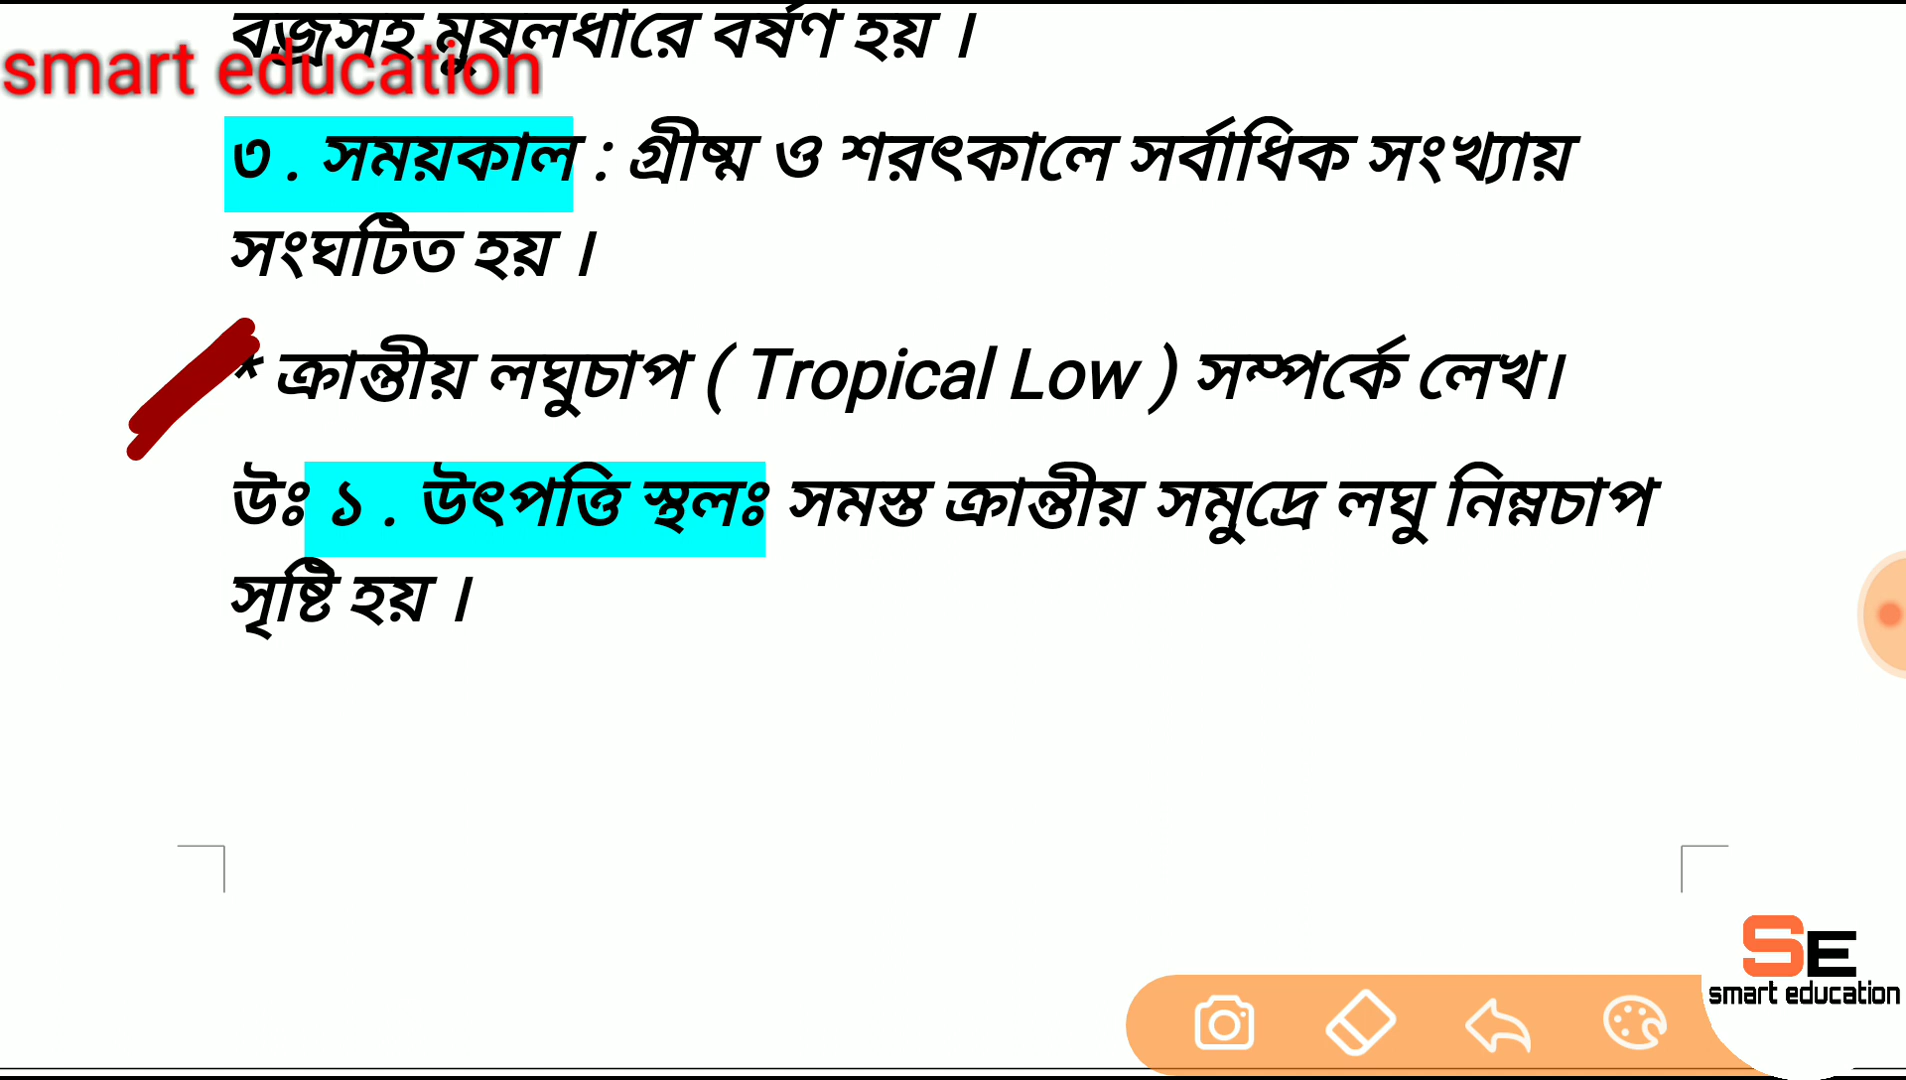 বজ্রসহ মুষলধারে বর্ষণ হয় ।
smart education
৩ . সময়কাল : গ্রীষ্ম ও শরৎকালে সর্বাধিক সংখ্যায়
সংঘটিত হয় ।
* ক্রান্তীয় লঘুচাপ ( Tropical Low ) সম্পর্কে লেখ।
উঃ ১ . উৎপত্তি স্থলঃ সমস্ত ক্রান্তীয় সমুদ্রে লঘু নিম্নচাপ
সৃষ্টি হয় ।
SE
smart education